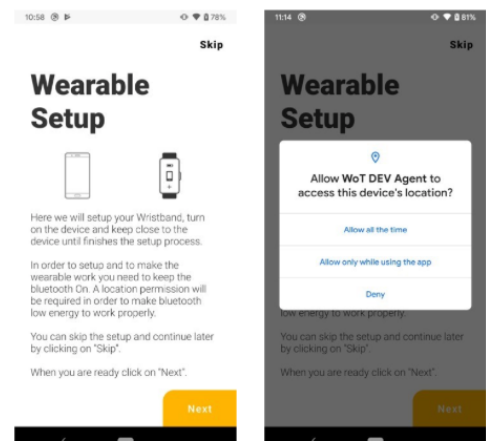 10:58 78%
Skip
Wearable
Setup
Here we will setup your Wristband, turn
on the device and keep close to the
device until finishes the setup process.
In order to setup and to make the
wearable work you need to keep the
bluetooth On. A location permission will
be required in order to make bluetooth
low energy to work properly.
You can skip the setup and continue later
by clicking on "Skip".
When you are ready click on "Next".
Next
11:14 81%
Skip
Wearable
Setup
Allow WoT DEV Agent to
access this device's location?
Allow all the time
Allow only while using the app
Deny
low energy to work properly.
You can skip the setup and continue later
by clicking on "Skip".
When you are ready click on "Next".
Next